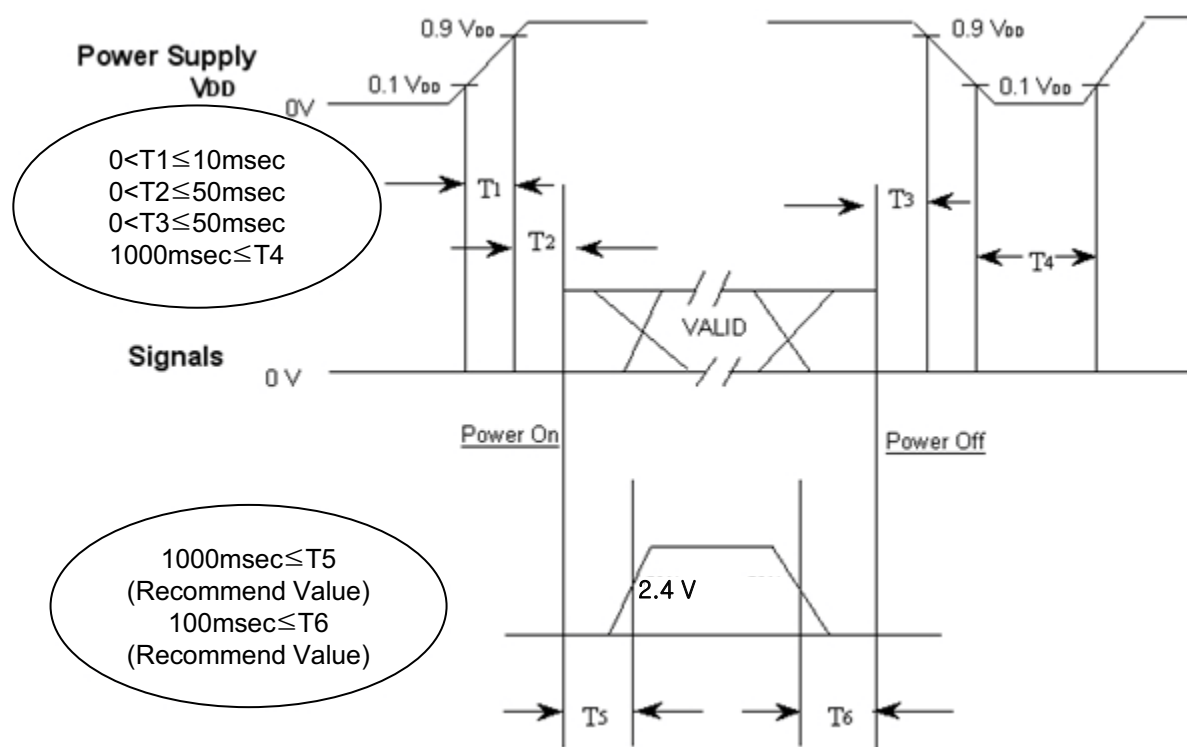 0.9 VDD
0.9 VDD
Power Supply
VDD
0.1 VDD
0.1 VDD
0V
0<T1≦10msec
0<T2≦50msec
0<T3≦50msec
1000msec≦T4
T1
T3
T2
T4
VALID
Signals
0 V
Power On
Power Off
1000msec≦T5
(Recommend Value)
100msec≦T6
(Recommend Value)
2.4 V
T5
T6